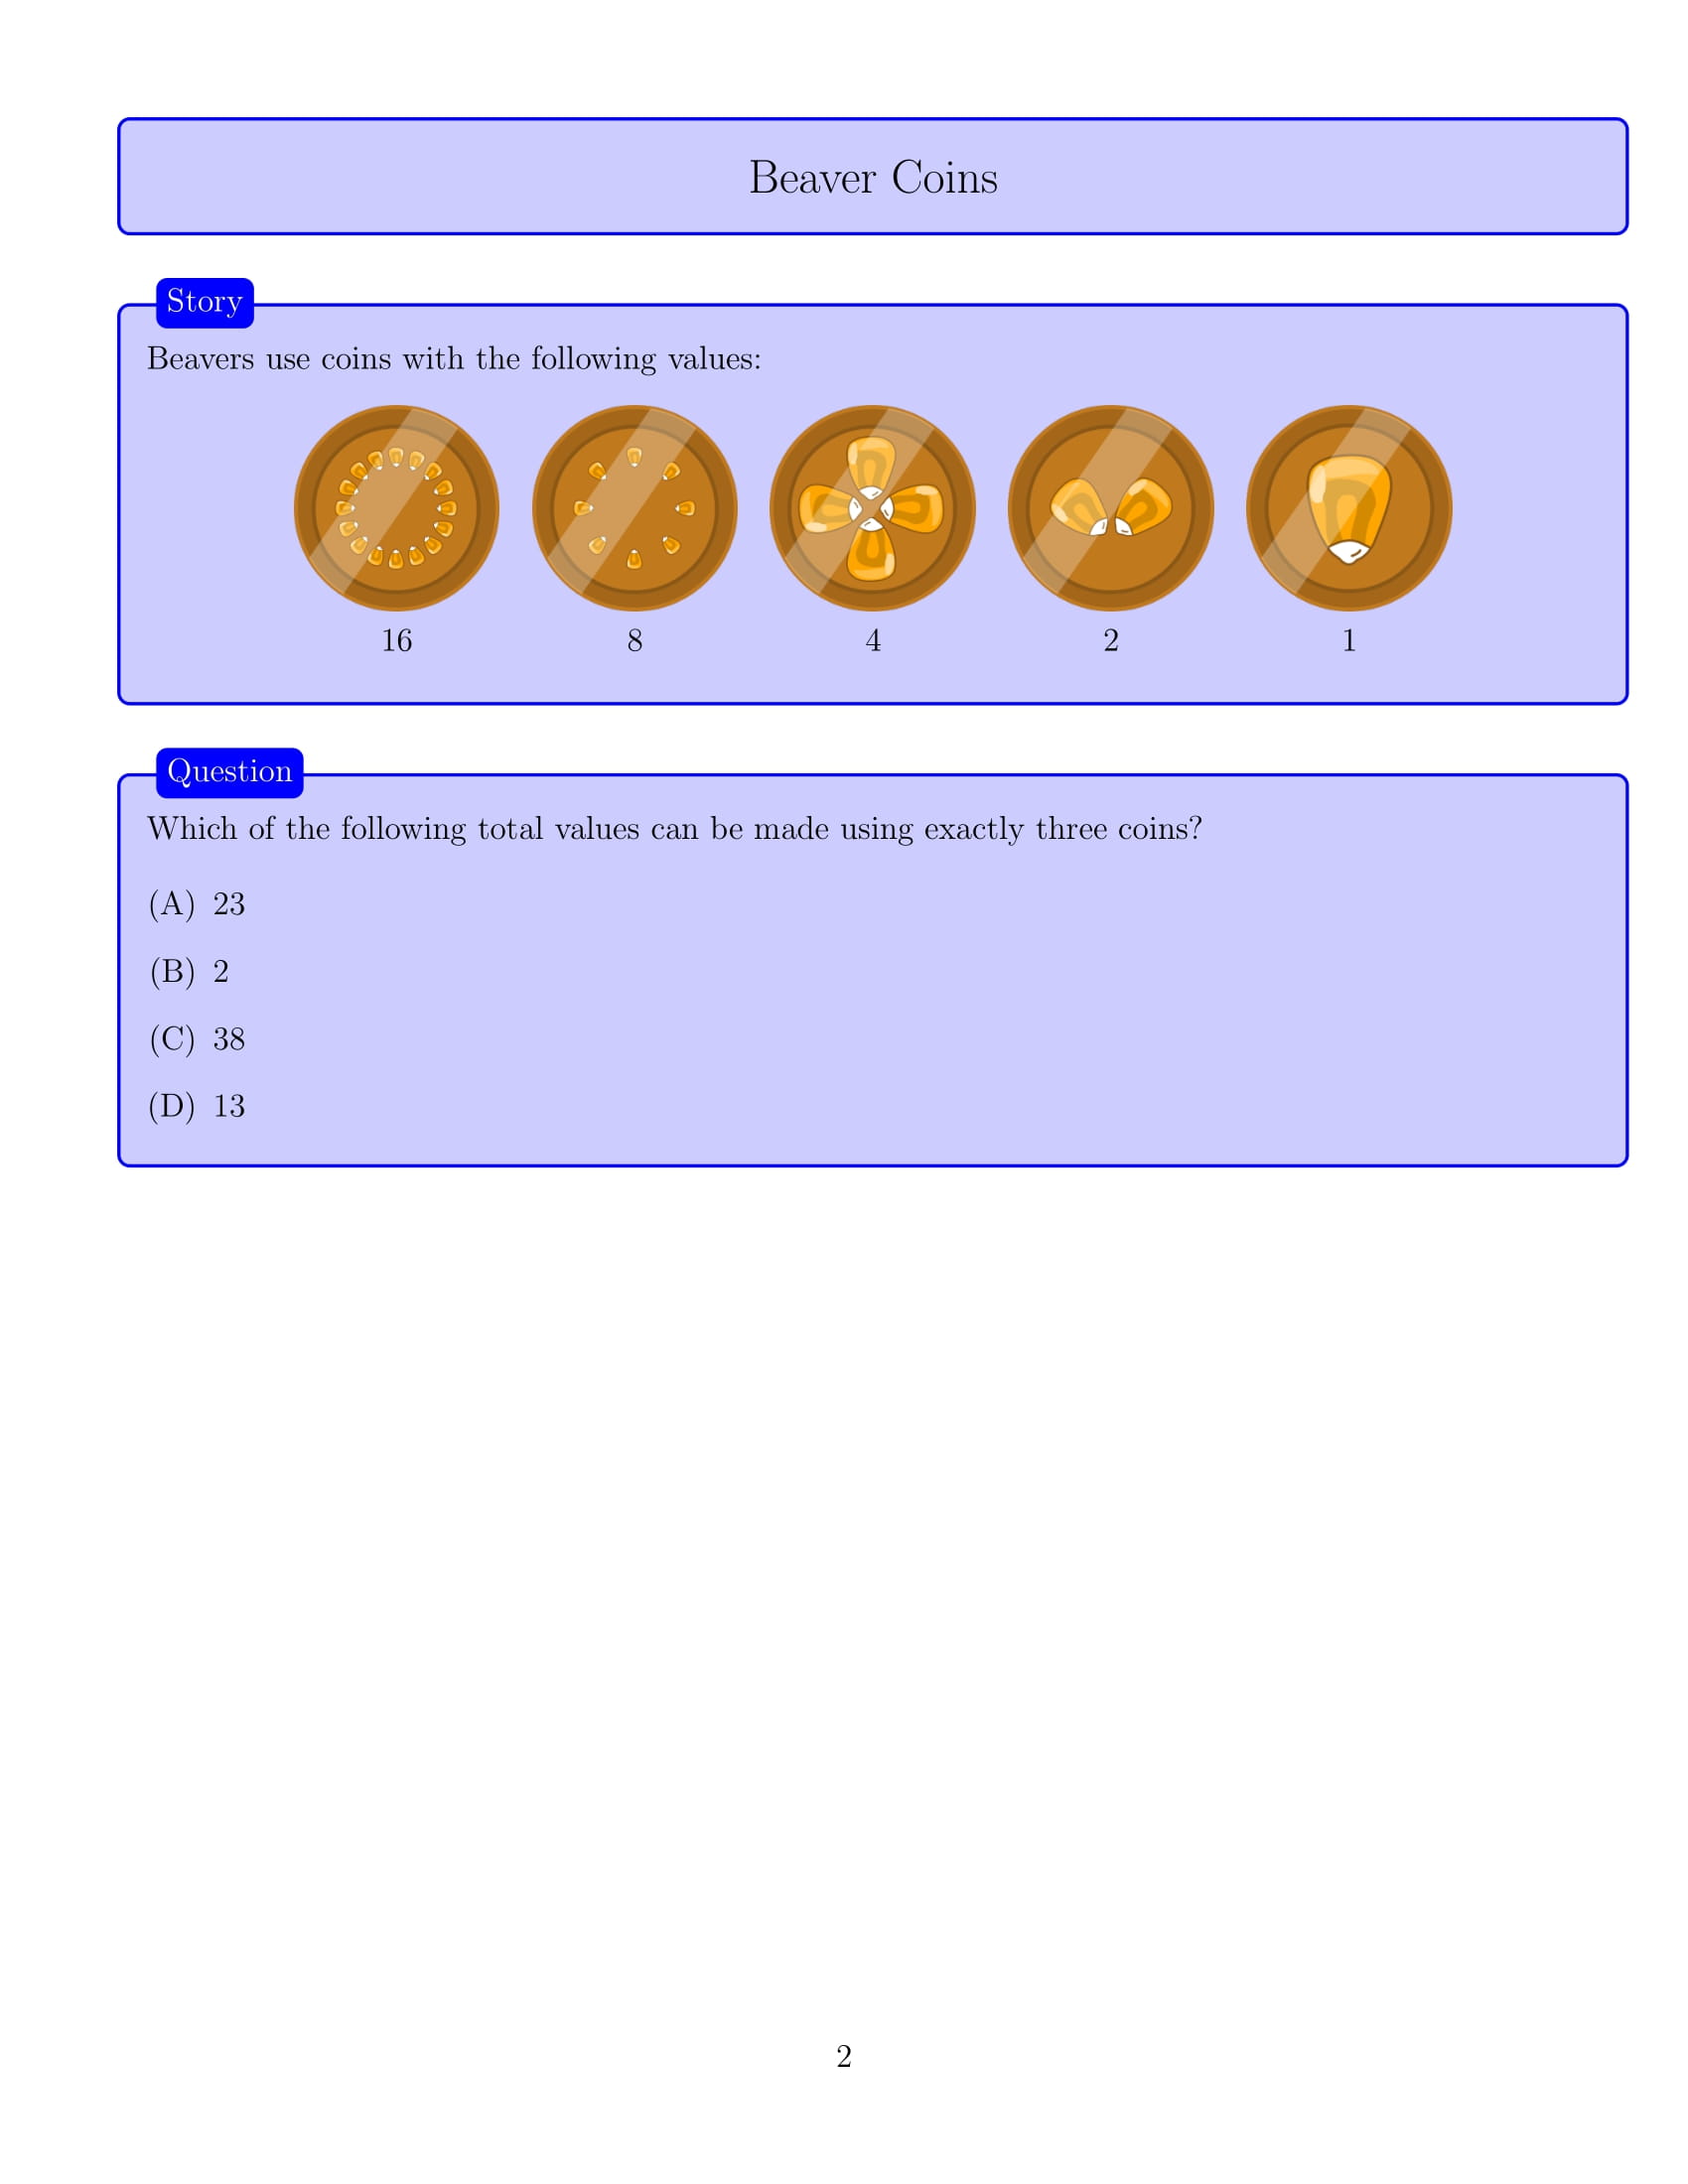 Beaver Coins
Story
Beavers use coins with the following values:
16 8 4 2 1
Question
Which of the following total values can be made using exactly three coins?
(A) 23
(B) 2
(C) 38
(D) 13
2